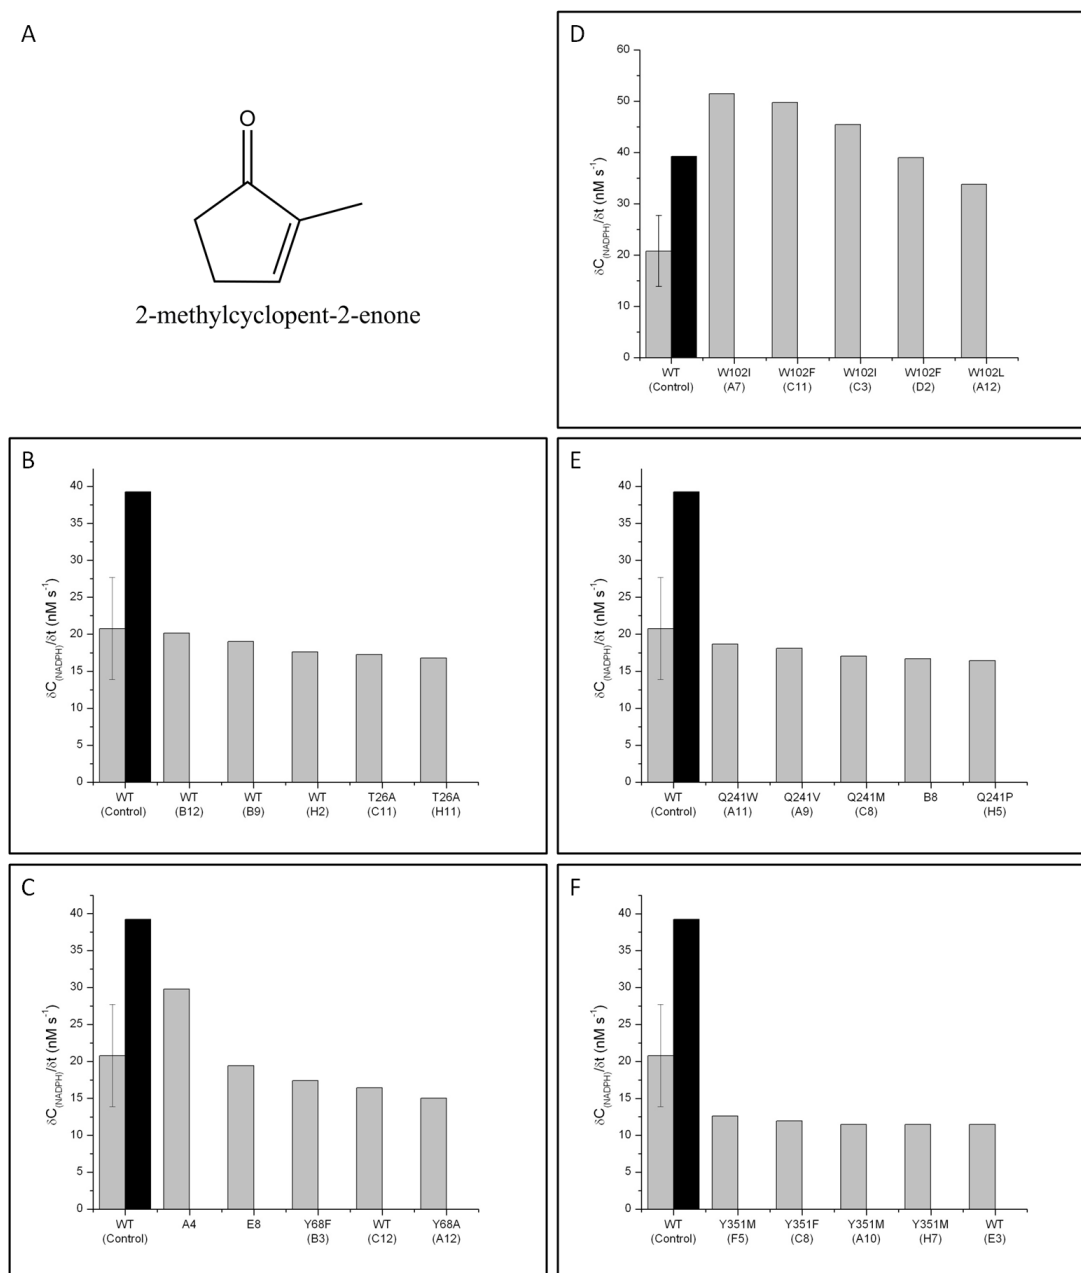 A
O
2-methylcyclopent-2-enone
D
60
50
40
30
20
10
0
δC(NADPH)/δt (nM s-1)
WT W102I W102F W102I W102F W102L
(Control) (A7) (C11) (C3) (D2) (A12)
B
40
35
30
25
20
15
10
5
0
δC(NADPH)/δt (nM s-1)
WT WT WT WT T26A T26A
(Control) (B12) (B9) (H2) (C11) (H11)
E
40
35
30
25
20
15
10
5
0
δC(NADPH)/δt (nM s-1)
WT Q241W Q241V Q241M B8 Q241P
(Control) (A11) (A9) (C8) (H5)
C
40
35
30
25
20
15
10
5
0
δC(NADPH)/δt (nM s-1)
WT A4 E8 Y68F WT Y68A
(Control) (B3) (C12) (A12)
F
40
35
30
25
20
15
10
5
0
δC(NADPH)/δt (nM s-1)
WT Y351M Y351F Y351M Y351M WT
(Control) (F5) (C8) (A10) (H7) (E3)